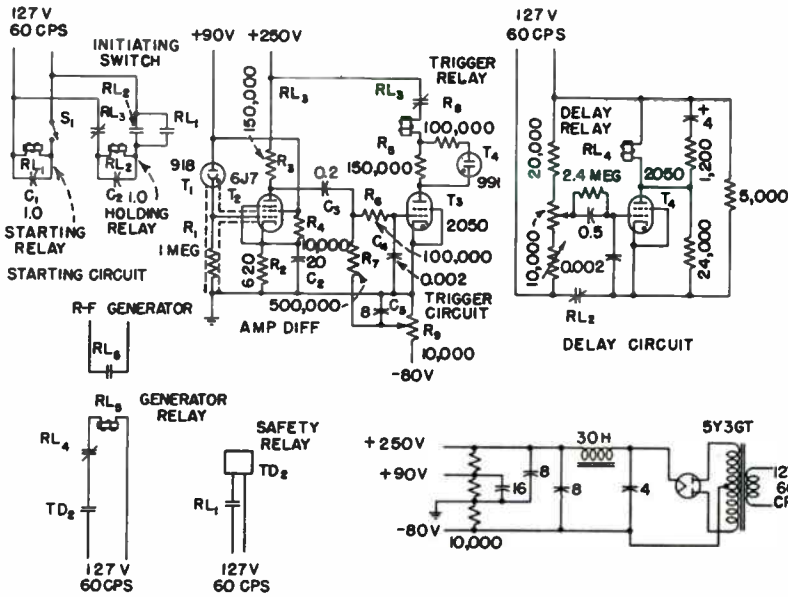 127 V
60 CPS
INITIATING
SWITCH
RL2
RL3
RL1
S1
RL1
C1
1.0
RL2
C2
1.0
HOLDING
RELAY
STARTING
RELAY
STARTING CIRCUIT
+90V
+250V
150,000
R3
918
T1
6J7
T2
R1
1 MEG
620
R2
R4
10,000
20
C2
0.2
C3
R6
100,000
R7
500,000
C4
0.002
8
C5
AMP DIFF
RL3
TRIGGER
RELAY
RL3
R8
100,000
R5
150,000
T4
991
T3
2050
TRIGGER
CIRCUIT
R9
10,000
-80V
127 V
60 CPS
DELAY
RELAY
RL4
20,000
2.4 MEG
0.5
2050
T4
+
4
1,200
5,000
10,000
0.002
24,000
RL2
DELAY CIRCUIT
R-F GENERATOR
RL6
RL5
GENERATOR
RELAY
RL4
TD2
127V
60 CPS
SAFETY
RELAY
TD2
RL1
127V
60 CPS
5Y3GT
+250V
30H
+90V
8
16
8
4
-80V
10,000
12
60
CP